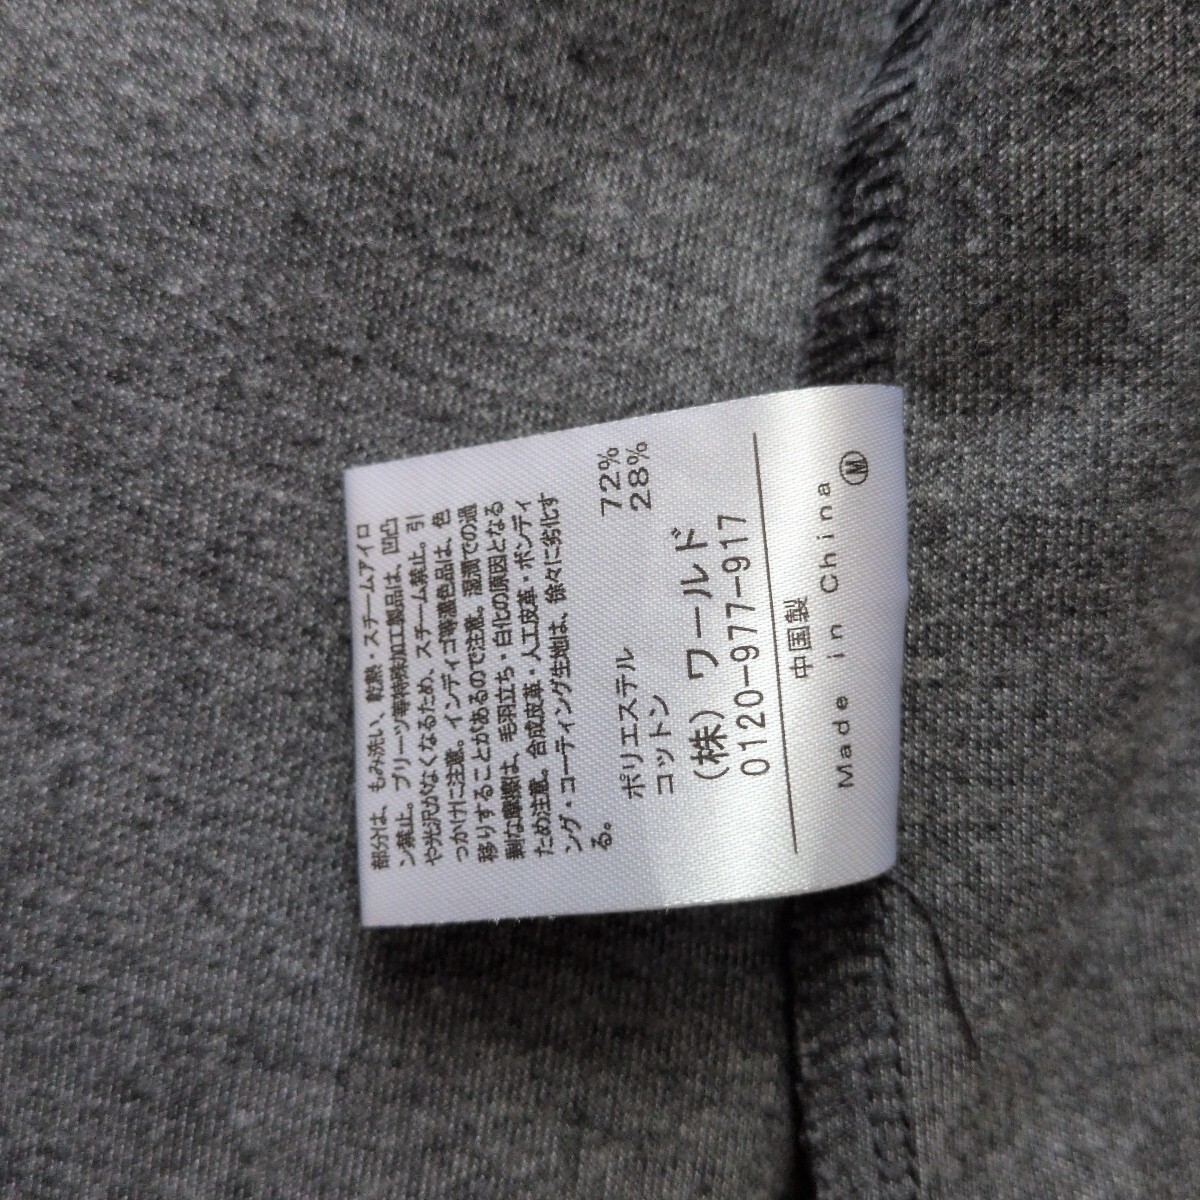 部分は、もみ洗い、乾熱・スチームアイロ
ン禁止。プリーツ等特殊加工製品は、凹凸
や光沢がなくなるため、スチーム禁止。引
っかけに注意。インディゴ等濃色品は、色
移りすることがあるので注意。湿潤での過
剰な摩擦は、毛羽立ち・白化の原因となる
ため注意。合成皮革・人工皮革・ボンディ
ング・コーティング生地は、徐々に劣化す
る。
ポリエステル 72%
コットン 28%
(株)ワールド
0120-977-917
中国製
Made in China
M